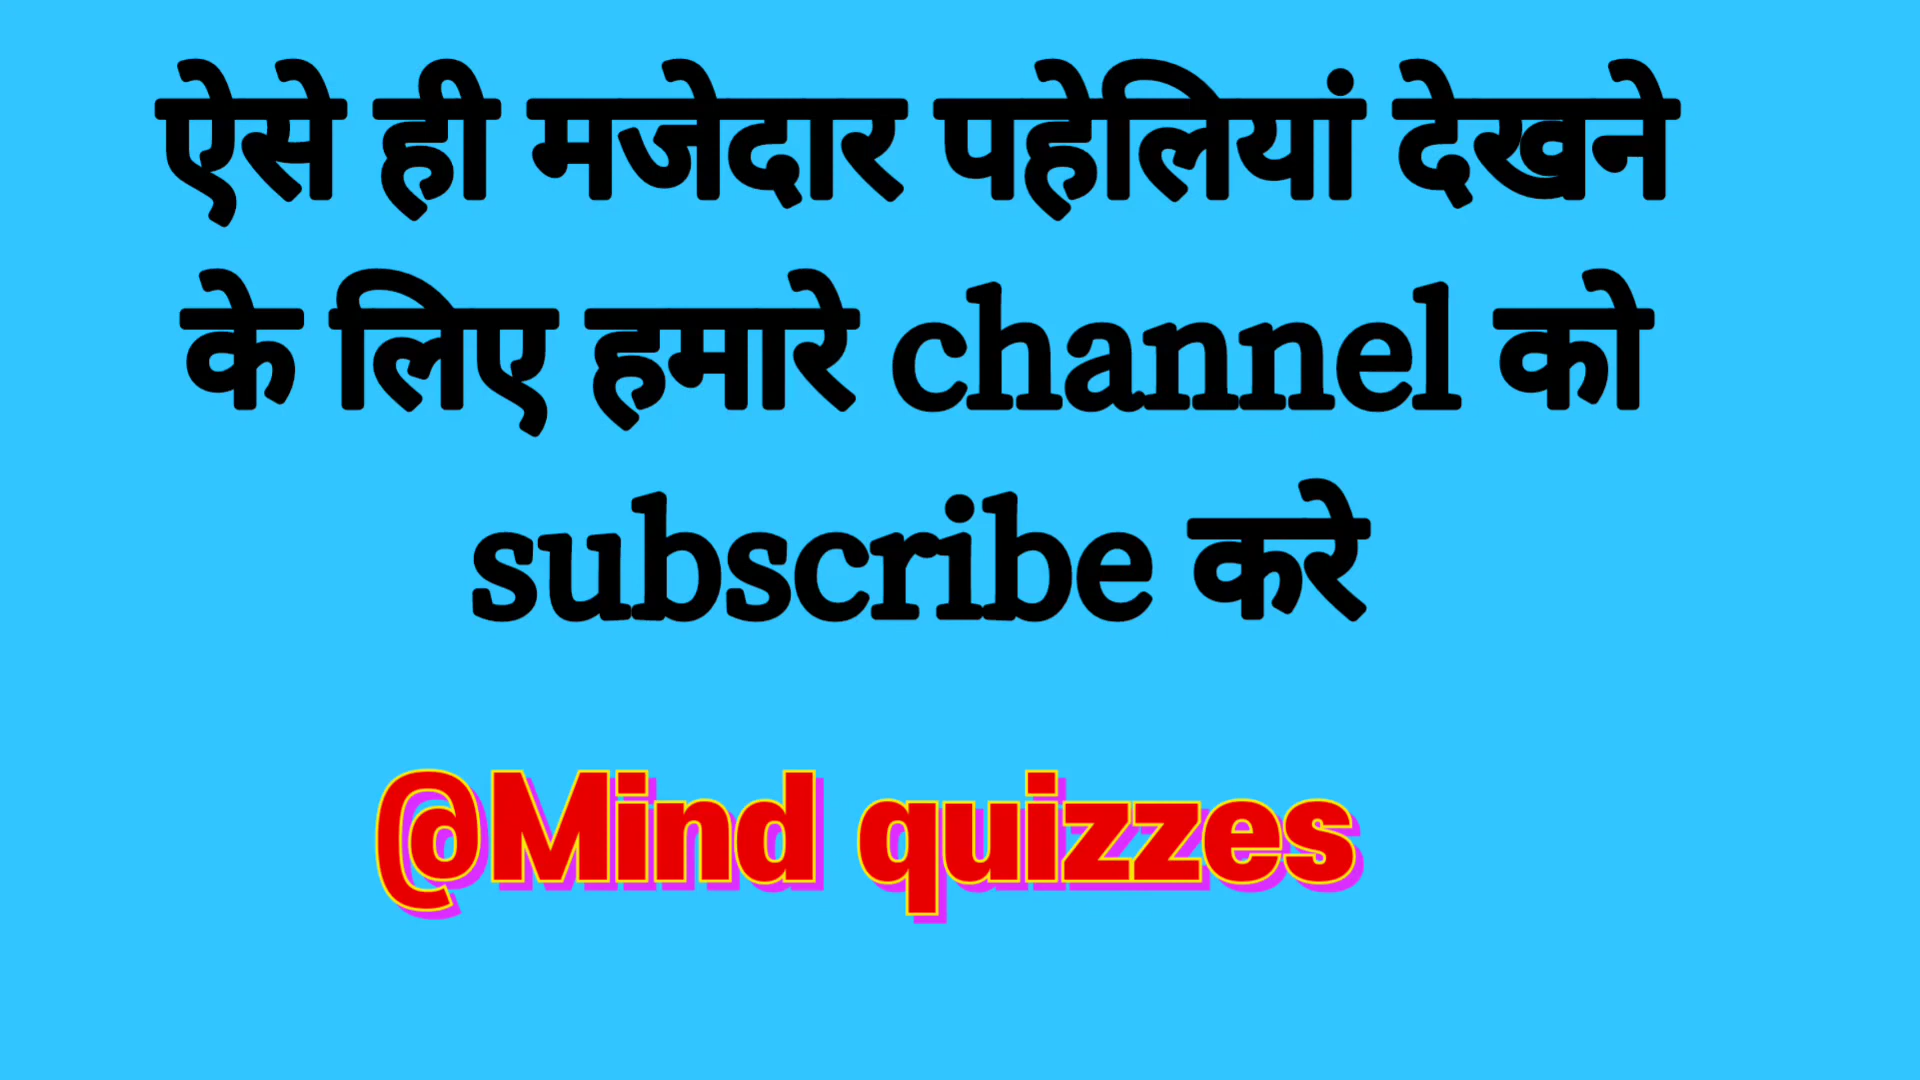 ऐसे ही मजेदार पहेलियां देखने
के लिए हमारे channel को
subscribe करे
@Mind quizzes